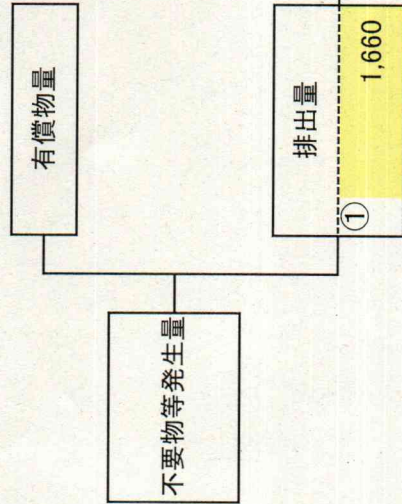 有償物量
不要物等発生量
排出量
①
1,660